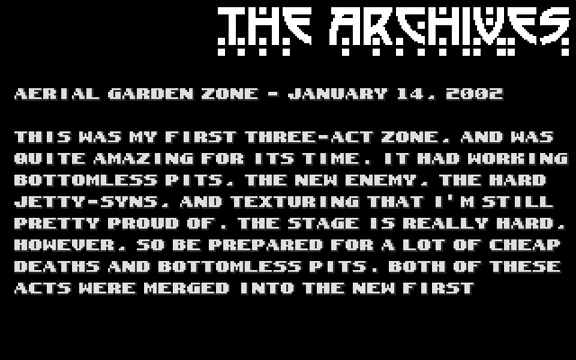 THE ARCHIVES
AERIAL GARDEN ZONE - JANUARY 14, 2002
THIS WAS MY FIRST THREE-ACT ZONE, AND WAS
QUITE AMAZING FOR ITS TIME. IT HAD WORKING
BOTTOMLESS PITS, THE NEW ENEMY, THE HARD
JETTY-SYNS, AND TEXTURING THAT I'M STILL
PRETTY PROUD OF. THE STAGE IS REALLY HARD,
HOWEVER, SO BE PREPARED FOR A LOT OF CHEAP
DEATHS AND BOTTOMLESS PITS. BOTH OF THESE
ACTS WERE MERGED INTO THE NEW FIRST